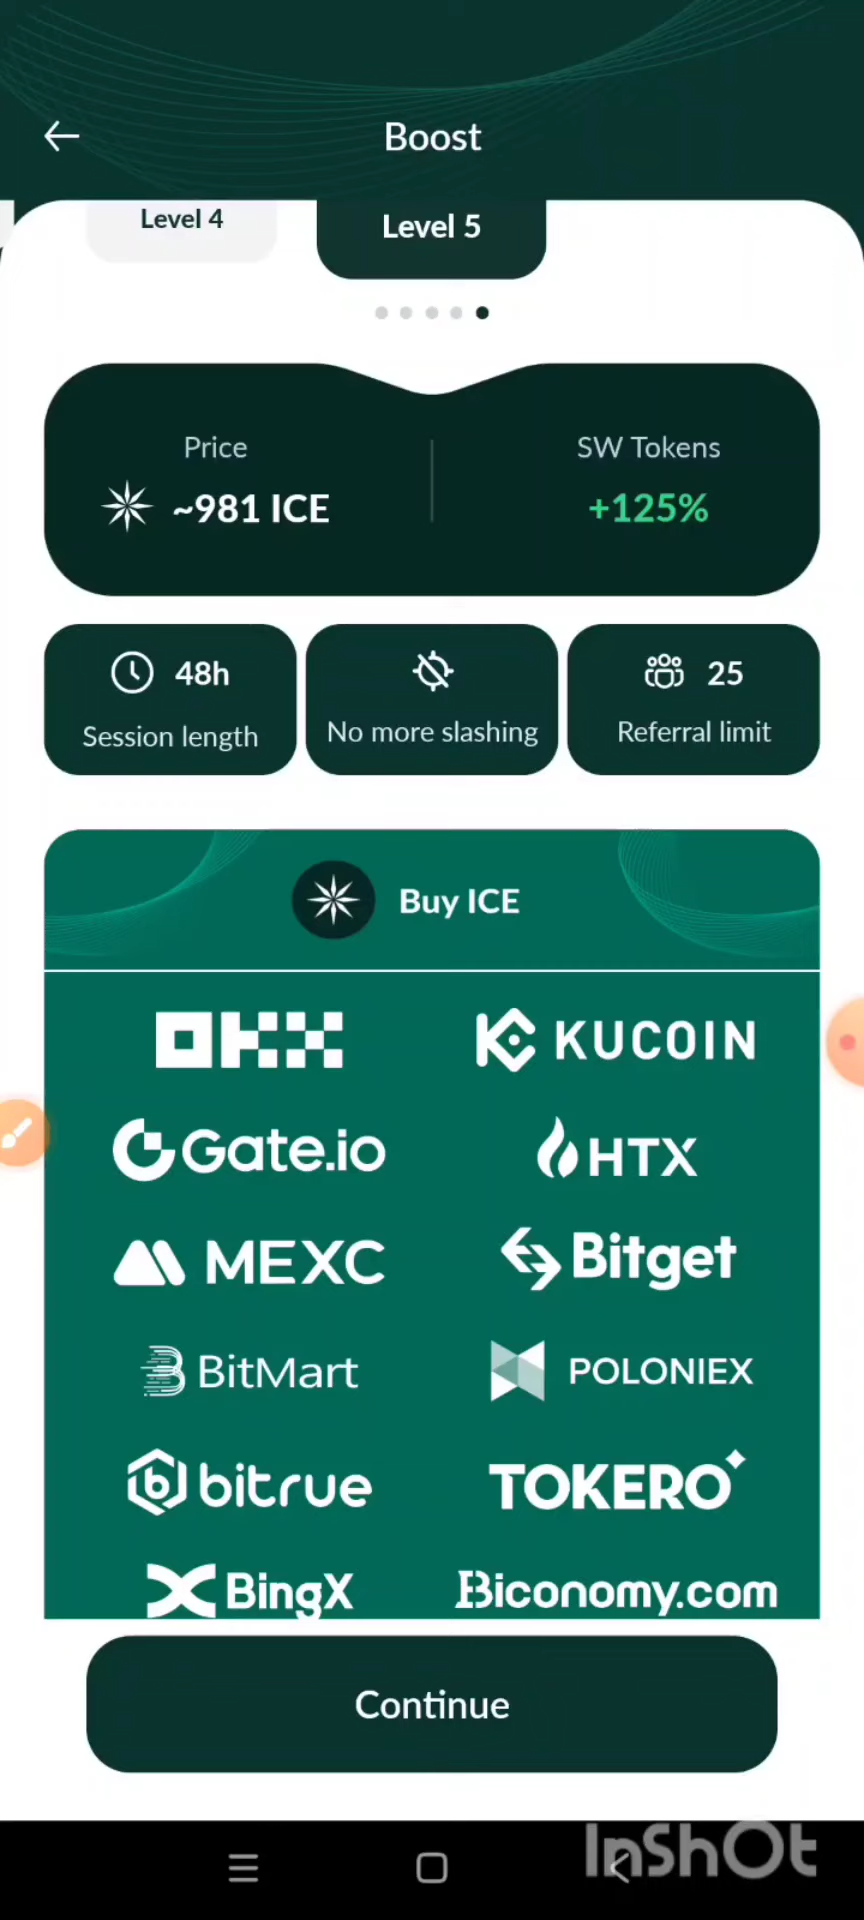 Boost
Level 4
Level 5
Price
SW Tokens
~981 ICE
+125%
48h
25
Session length
No more slashing
Referral limit
Buy ICE
OKX
KUCOIN
Gate.io
HTX
MEXC
Bitget
BitMart
POLONIEX
bitrue
TOKERO
BingX
Biconomy.com
Continue
InShOt